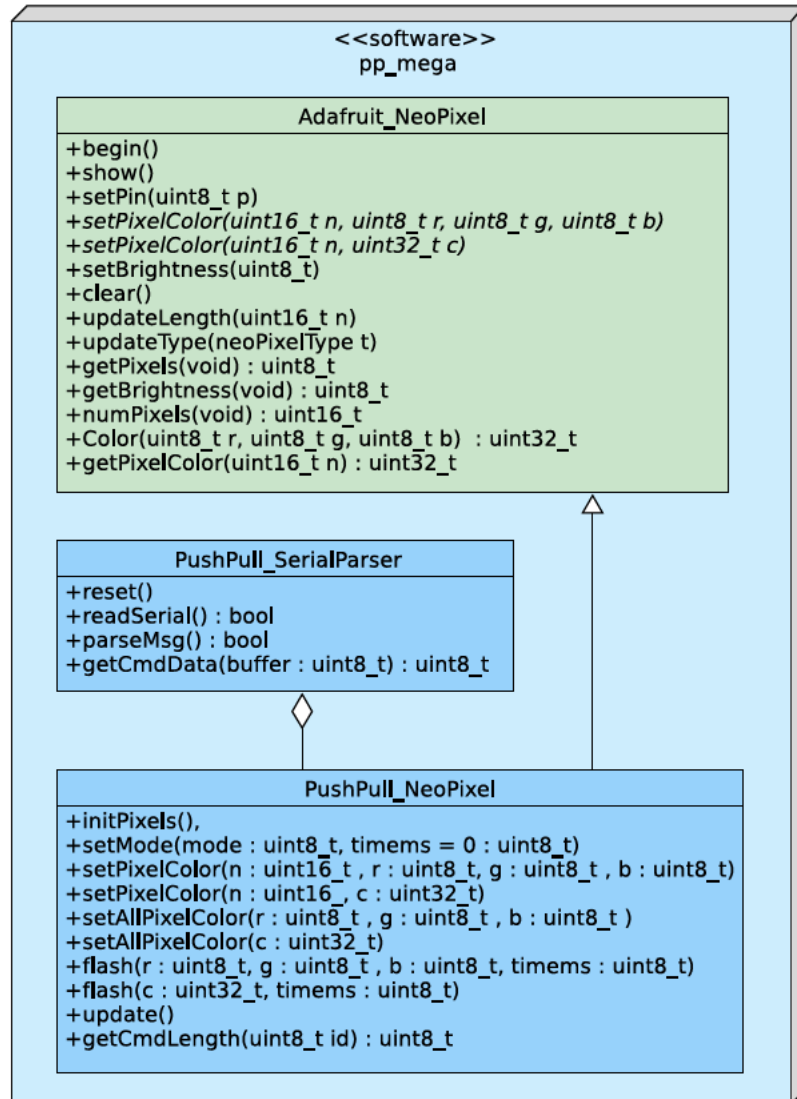 <<software>>
pp_mega
Adafruit_NeoPixel
+begin()
+show()
+setPin(uint8_t p)
+setPixelColor(uint16_t n, uint8_t r, uint8_t g, uint8_t b)
+setPixelColor(uint16_t n, uint32_t c)
+setBrightness(uint8_t)
+clear()
+updateLength(uint16_t n)
+updateType(neoPixelType t)
+getPixels(void) : uint8_t
+getBrightness(void) : uint8_t
+numPixels(void) : uint16_t
+Color(uint8_t r, uint8_t g, uint8_t b)  : uint32_t
+getPixelColor(uint16_t n) : uint32_t
PushPull_SerialParser
+reset()
+readSerial() : bool
+parseMsg() : bool
+getCmdData(buffer : uint8_t) : uint8_t
PushPull_NeoPixel
+initPixels(),
+setMode(mode : uint8_t, timems = 0 : uint8_t)
+setPixelColor(n : uint16_t , r : uint8_t, g : uint8_t , b : uint8_t)
+setPixelColor(n : uint16_, c : uint32_t)
+setAllPixelColor(r : uint8_t , g : uint8_t , b : uint8_t )
+setAllPixelColor(c : uint32_t)
+flash(r : uint8_t, g : uint8_t , b : uint8_t, timems : uint8_t)
+flash(c : uint32_t, timems : uint8_t)
+update()
+getCmdLength(uint8_t id) : uint8_t